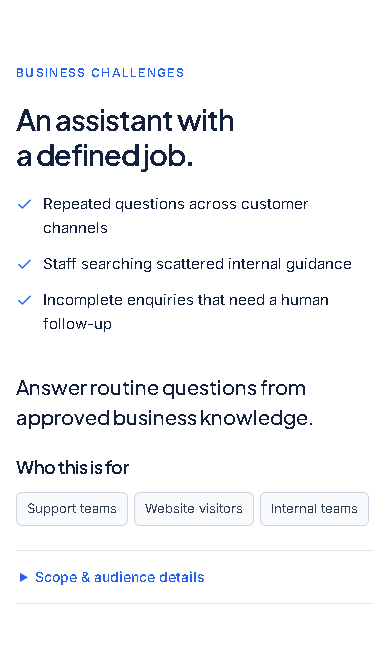 BUSINESS CHALLENGES
An assistant with
a defined job.
Repeated questions across customer
channels
Staff searching scattered internal guidance
Incomplete enquiries that need a human
follow-up
Answer routine questions from
approved business knowledge.
Who this is for
Support teams Website visitors Internal teams
Scope & audience details